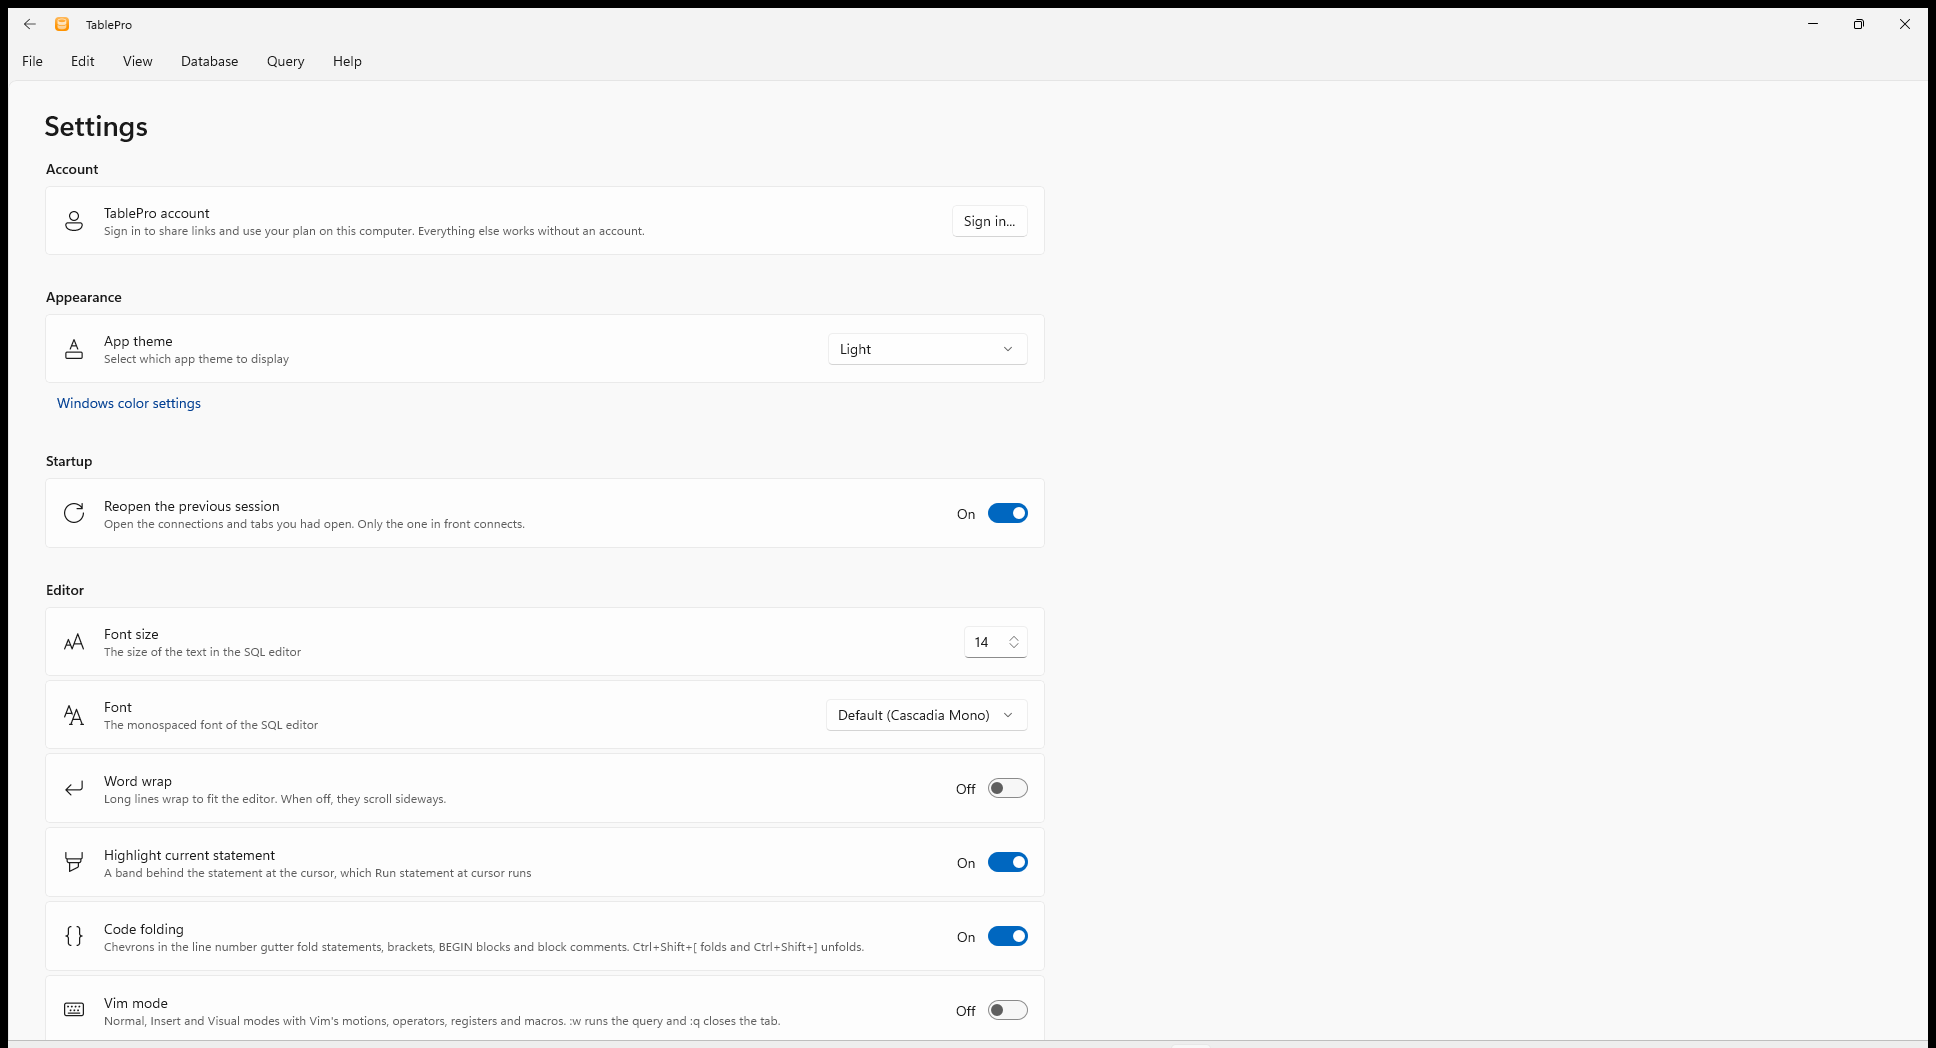 TablePro
File Edit View Database Query Help
Settings
Account
TablePro account
Sign in to share links and use your plan on this computer. Everything else works without an account.
Sign in...
Appearance
App theme
Select which app theme to display
Light
Windows color settings
Startup
Reopen the previous session
Open the connections and tabs you had open. Only the one in front connects.
On
Editor
Font size
The size of the text in the SQL editor
14
Font
The monospaced font of the SQL editor
Default (Cascadia Mono)
Word wrap
Long lines wrap to fit the editor. When off, they scroll sideways.
Off
Highlight current statement
A band behind the statement at the cursor, which Run statement at cursor runs
On
Code folding
Chevrons in the line number gutter fold statements, brackets, BEGIN blocks and block comments. Ctrl+Shift+[ folds and Ctrl+Shift+] unfolds.
On
Vim mode
Normal, Insert and Visual modes with Vim's motions, operators, registers and macros. :w runs the query and :q closes the tab.
Off